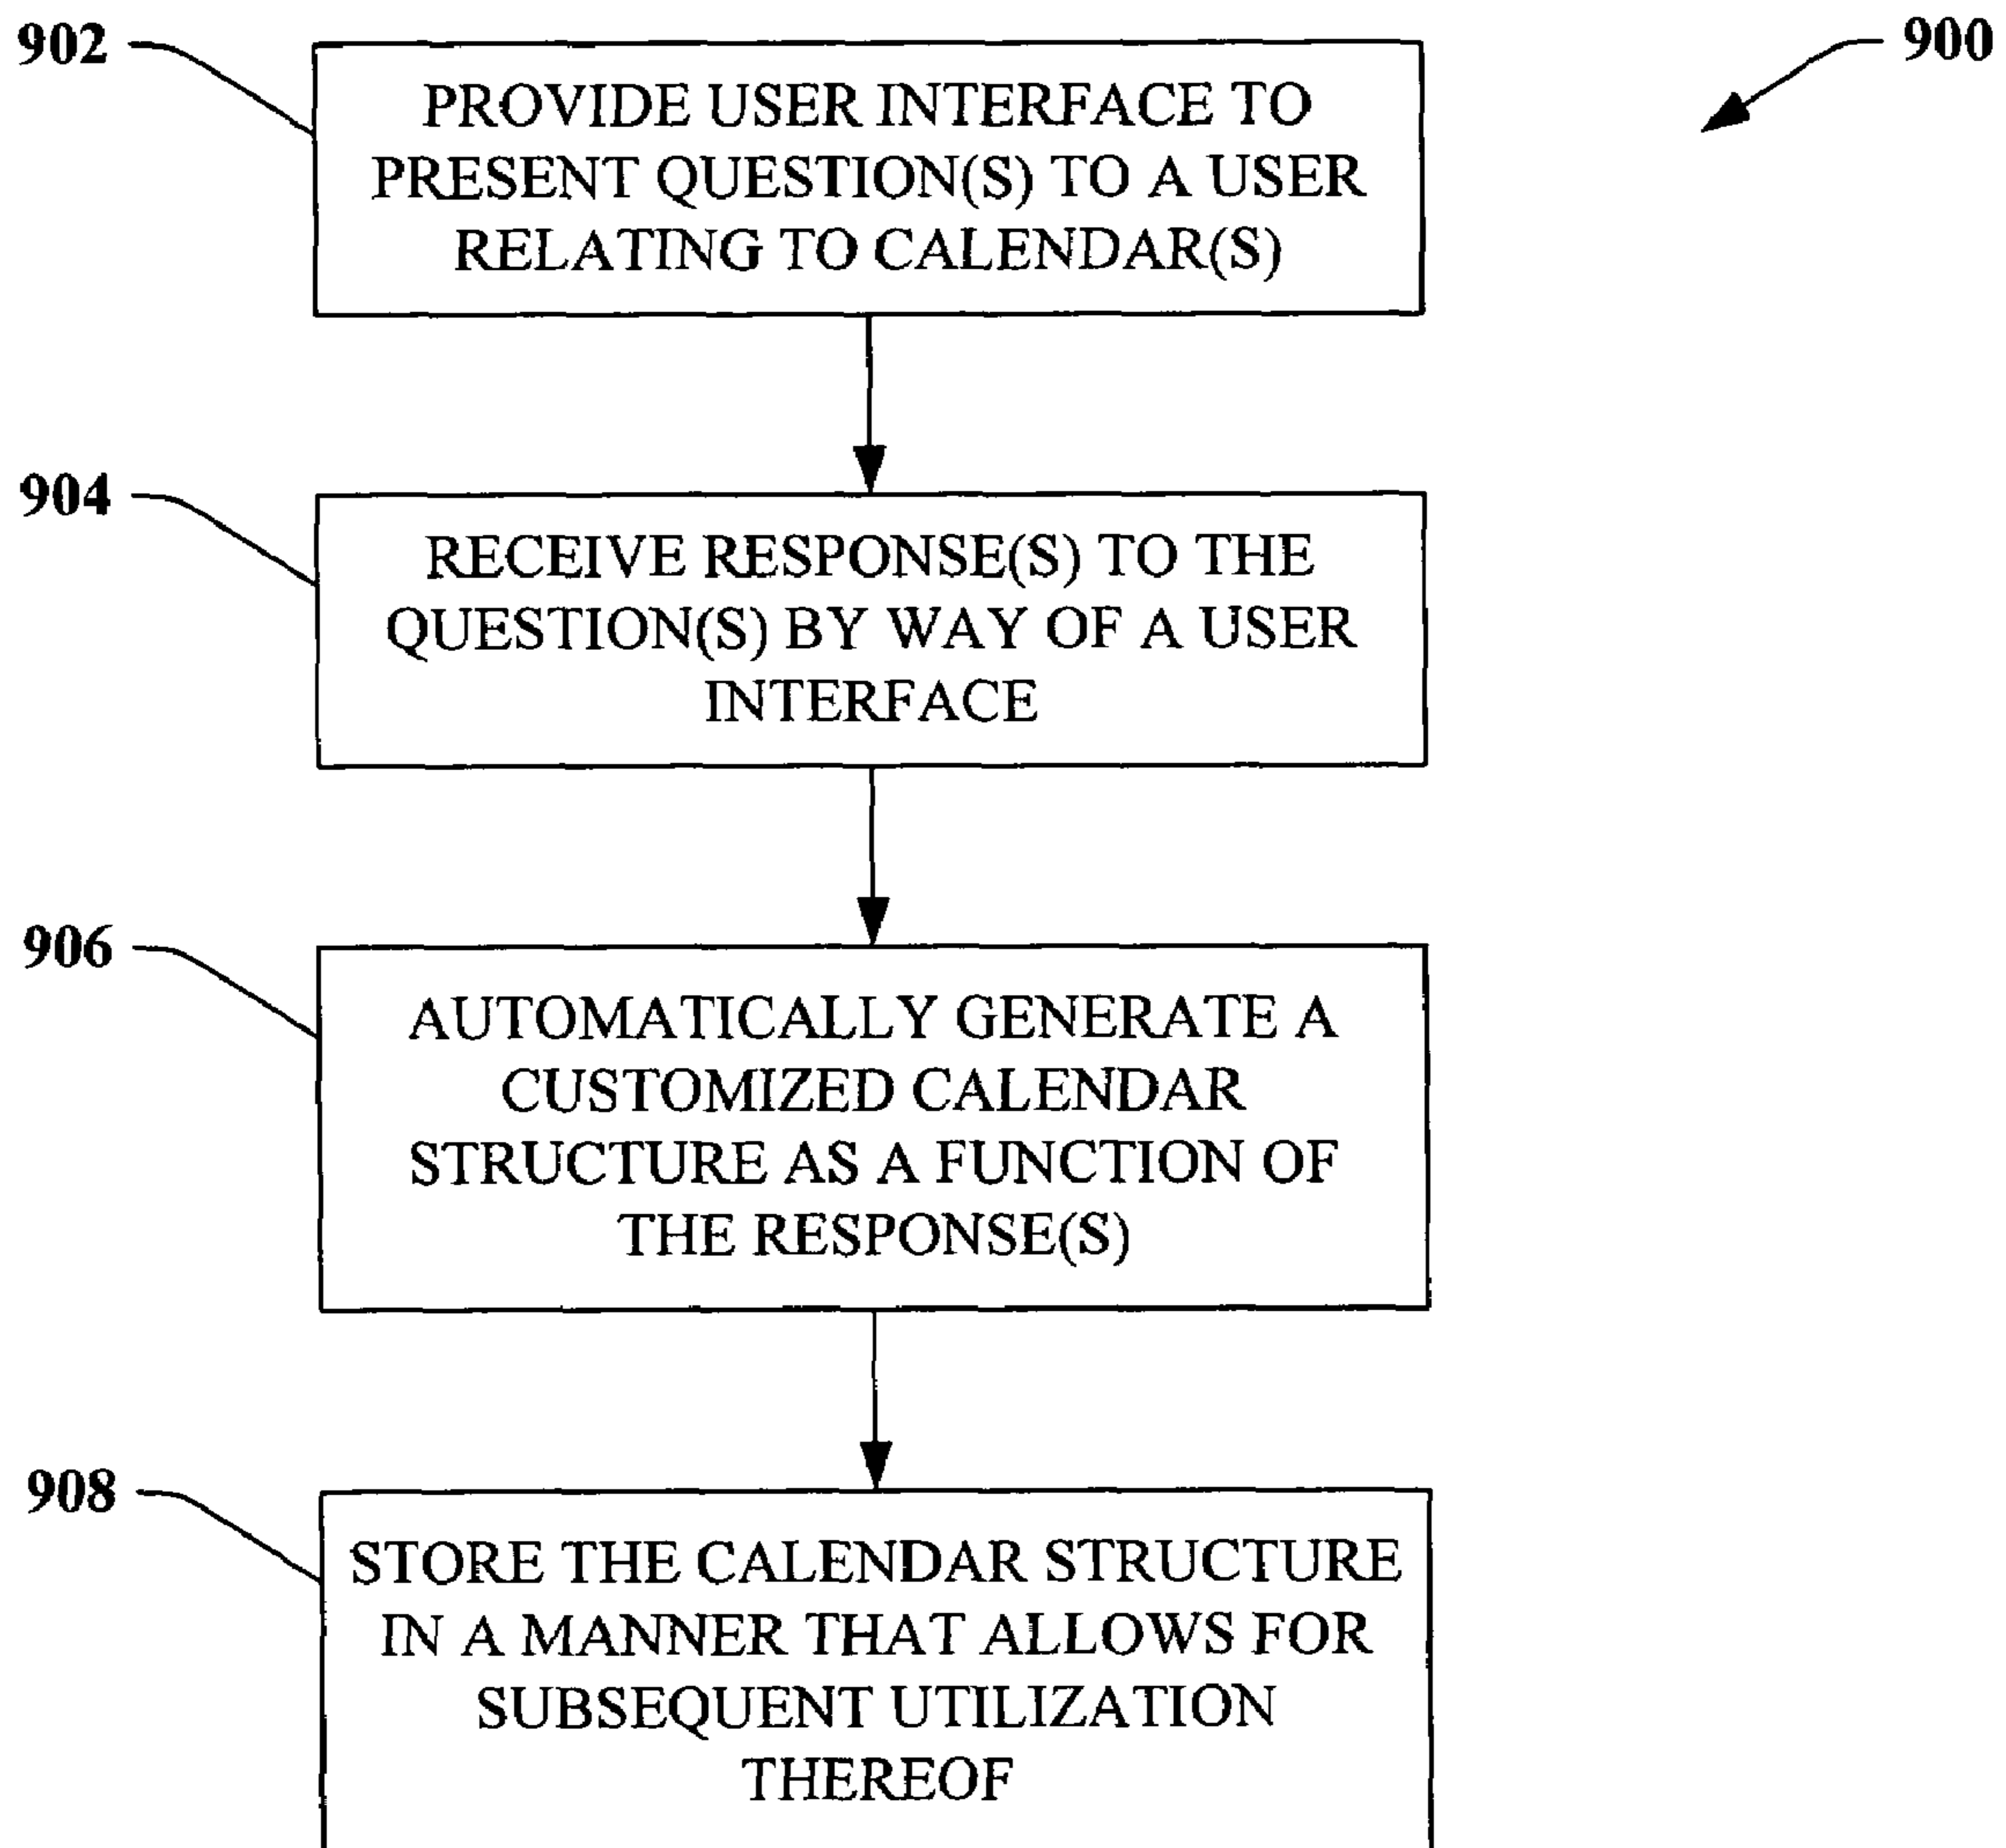 902
900
PROVIDE USER INTERFACE TO
PRESENT QUESTION(S) TO A USER
RELATING TO CALENDAR(S)
904
RECEIVE RESPONSE(S) TO THE
QUESTION(S) BY WAY OF A USER
INTERFACE
906
AUTOMATICALLY GENERATE A
CUSTOMIZED CALENDAR
STRUCTURE AS A FUNCTION OF
THE RESPONSE(S)
908
STORE THE CALENDAR STRUCTURE
IN A MANNER THAT ALLOWS FOR
SUBSEQUENT UTILIZATION
THEREOF